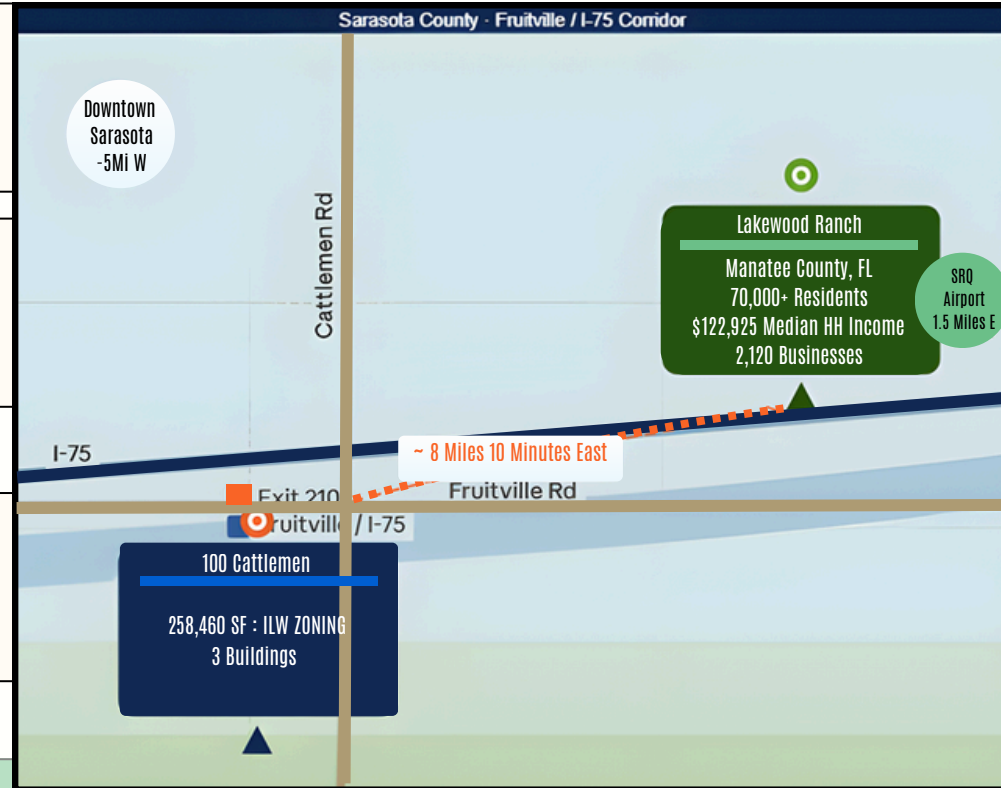 Sarasota County · Fruitville / I-75 Corridor
Downtown
Sarasota
-5Mi W
Cattlemen Rd
Lakewood Ranch
Manatee County, FL
70,000+ Residents
$122,925 Median HH Income
2,120 Businesses
SRQ
Airport
1.5 Miles E
I-75
~ 8 Miles 10 Minutes East
Exit 210
Fruitville Rd
ruitville / I-75
100 Cattlemen
258,460 SF : ILW ZONING
3 Buildings